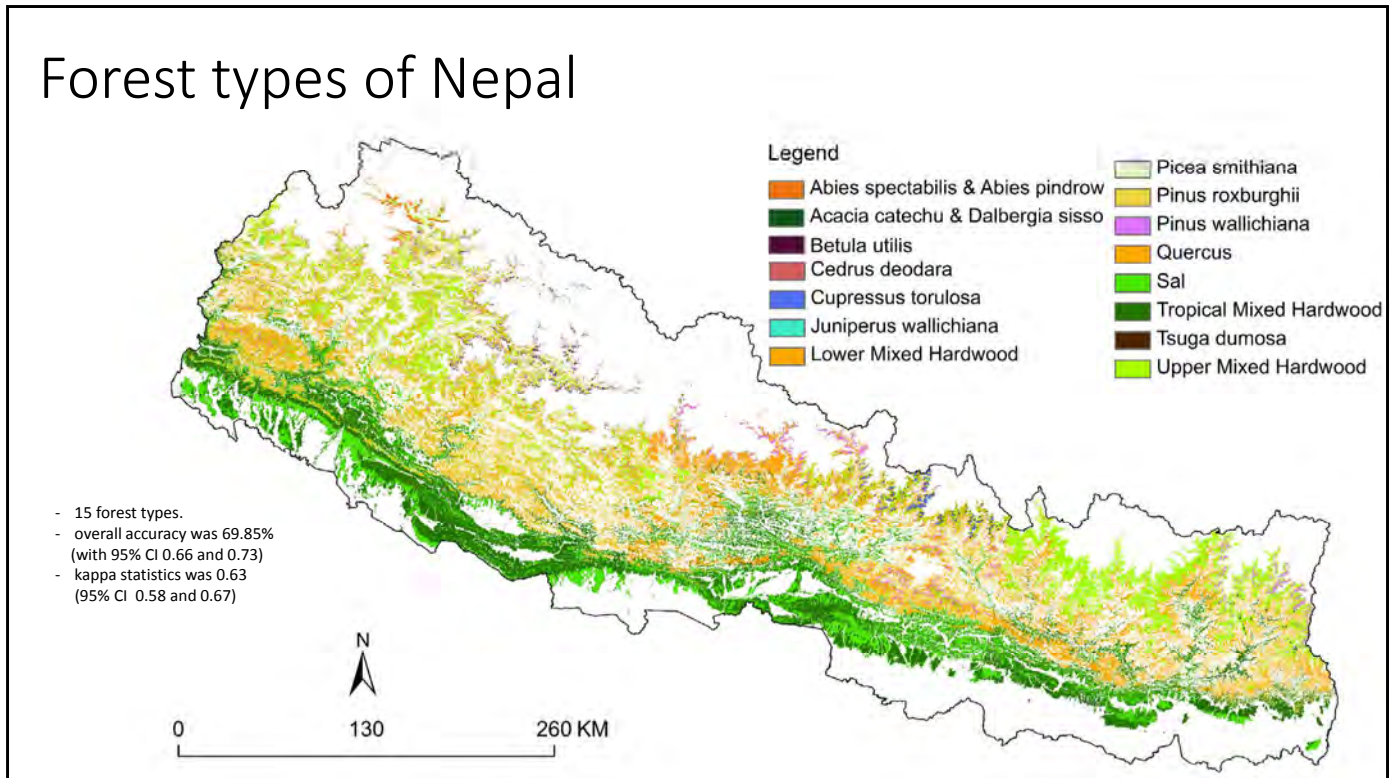 Forest types of Nepal
Legend
Abies spectabilis & Abies pindrow
Acacia catechu & Dalbergia sisso
Betula utilis
Cedrus deodara
Cupressus torulosa
Juniperus wallichiana
Lower Mixed Hardwood
Picea smithiana
Pinus roxburghii
Pinus wallichiana
Quercus
Sal
Tropical Mixed Hardwood
Tsuga dumosa
Upper Mixed Hardwood
- 15 forest types.
- overall accuracy was 69.85%
(with 95% CI 0.66 and 0.73)
- kappa statistics was 0.63
(95% CI 0.58 and 0.67)
N
0 130 260 KM